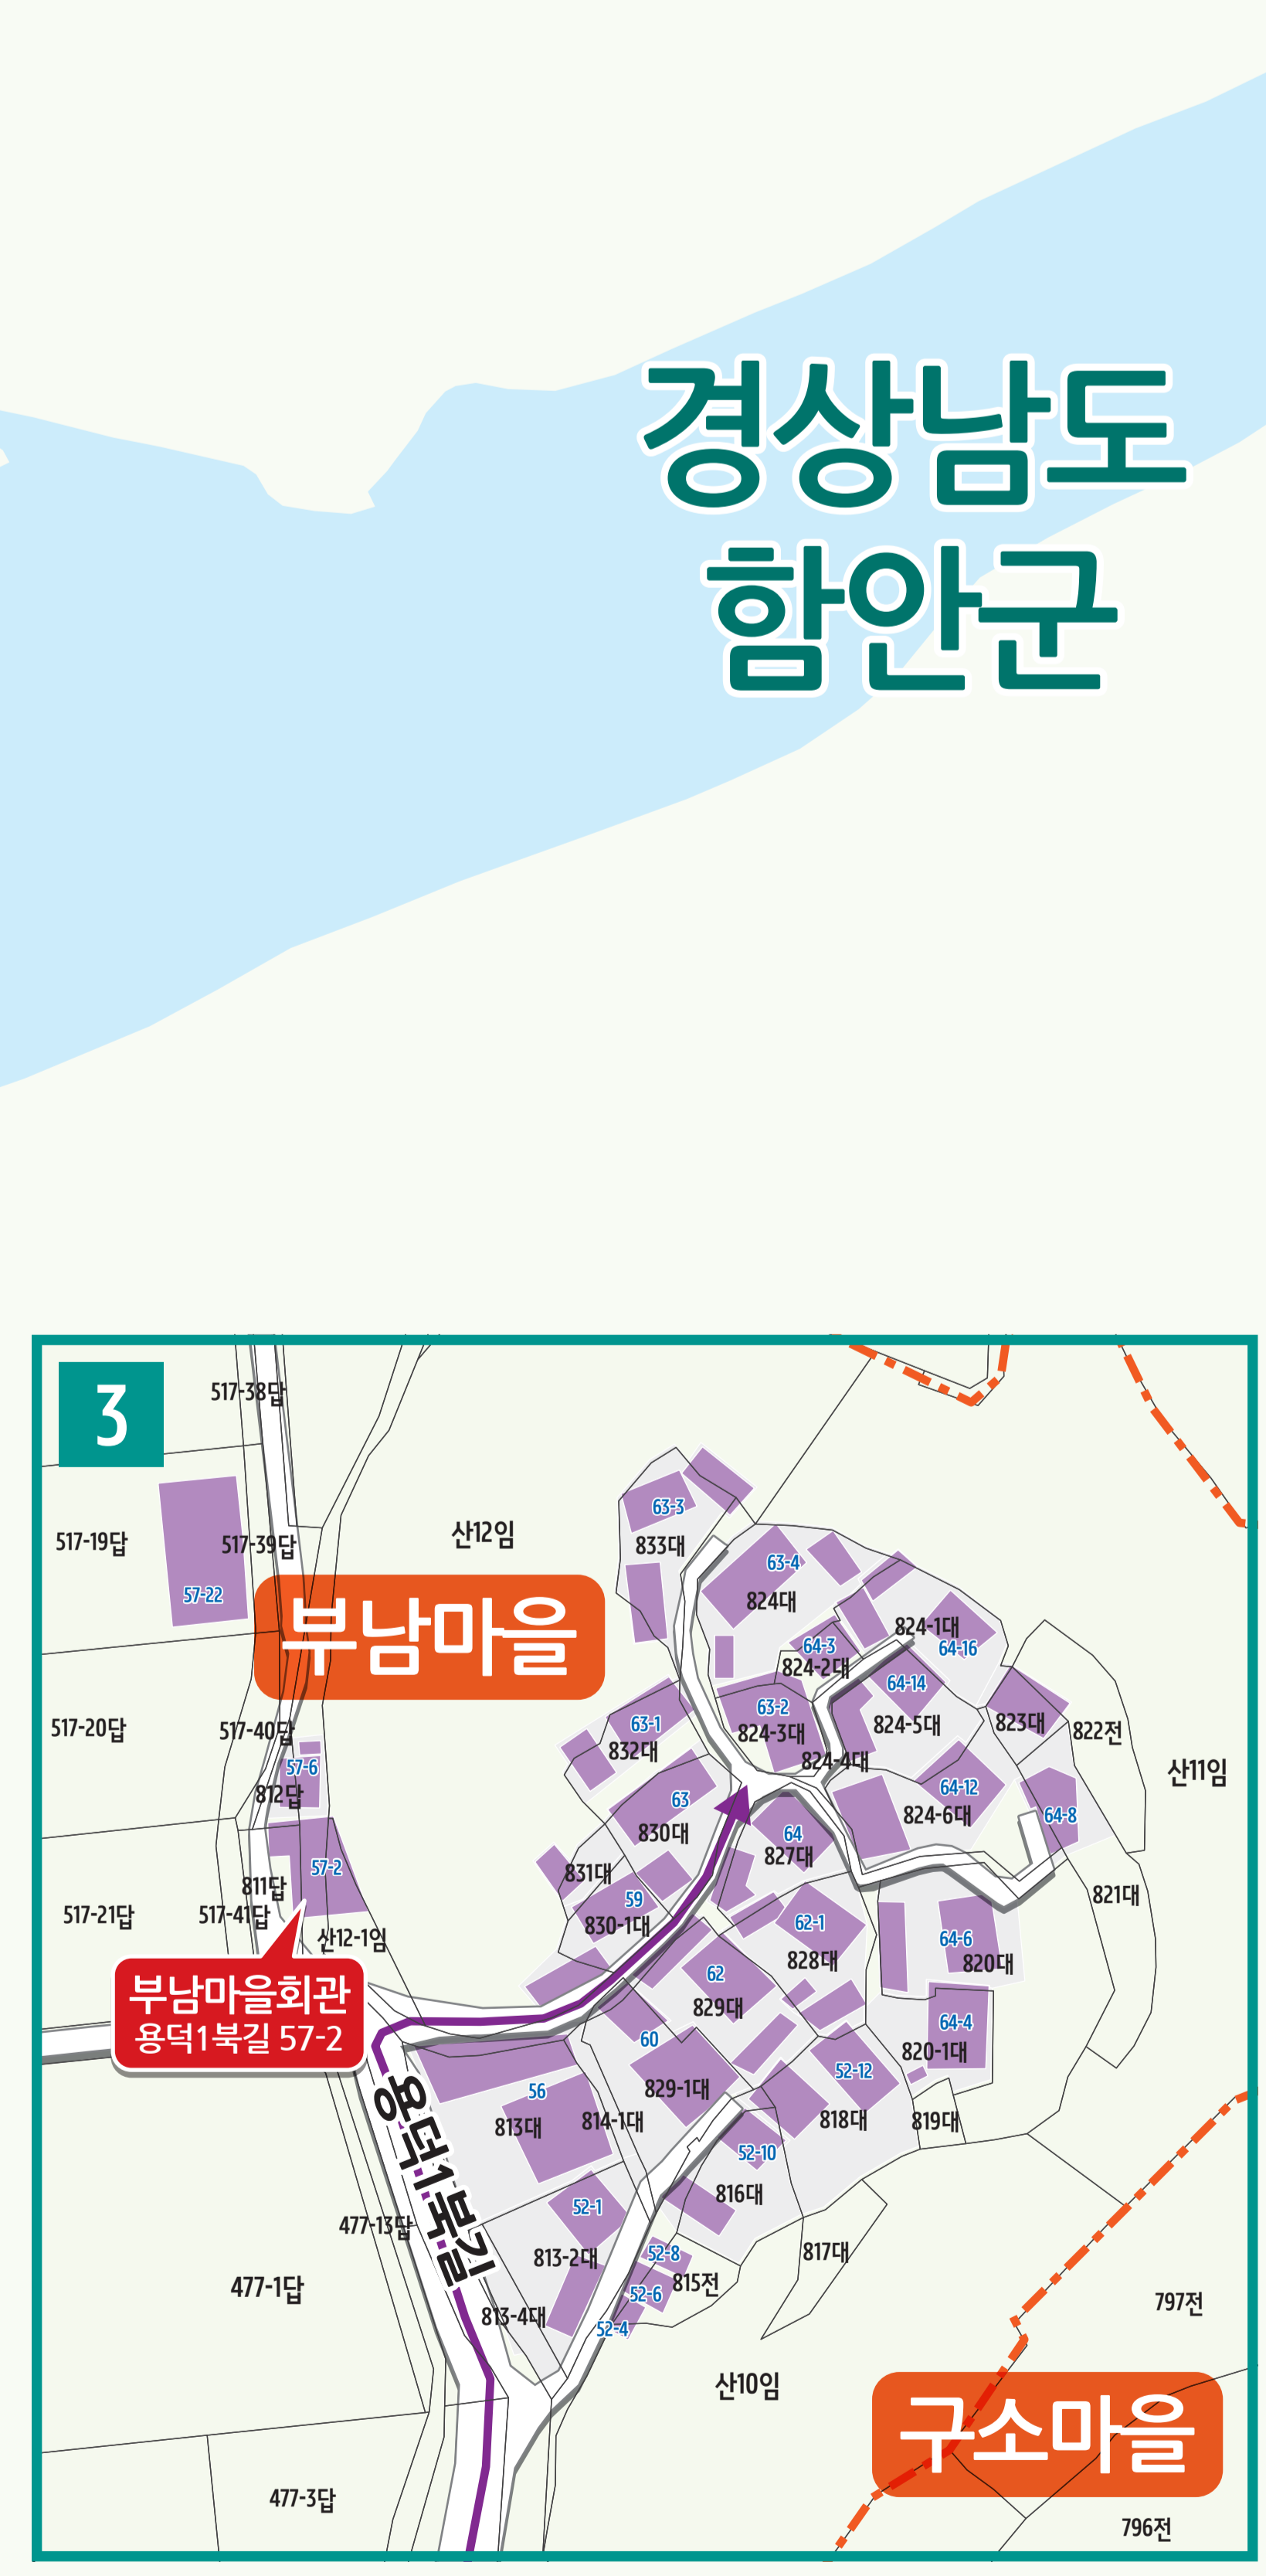 경상남도
함안군
3
517-38답
517-19답
517-39답
57-22
산12임
부남마을
63-3
833대
63-4
824대
824-1대
64-16
64-3
824-2대
64-14
824-5대
63-2
824-3대
824-4대
823대
822전
산11임
517-20답
517-40답
57-6
812답
63-1
832대
63
830대
64-12
824-6대
64-8
64
827대
57-2
811답
517-21답
517-41답
산12-1임
831대
59
830-1대
62-1
828대
64-6
820대
821대
부남마을회관
용덕1북길 57-2
62
829대
60
829-1대
64-4
820-1대
56
813대
814-1대
52-12
818대
819대
용덕1북길
52-10
816대
52-1
813-2대
477-13답
477-1답
52-8
815전
52-6
52-4
813-4대
817대
797전
산10임
구소마을
477-3답
796전